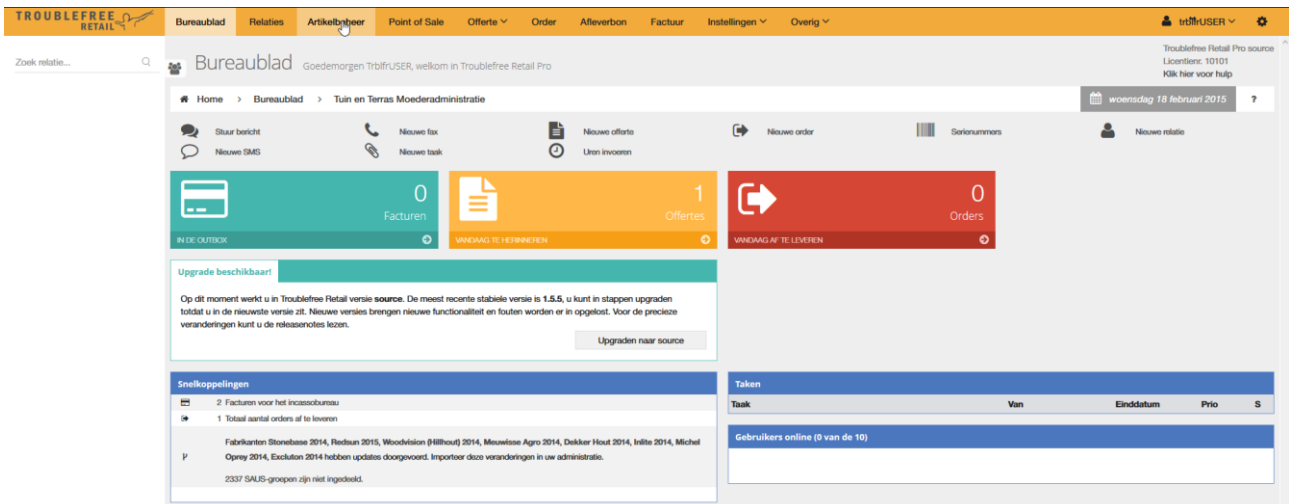 TROUBLEFREE
RETAIL
Bureaublad Relaties Artikelbeheer Point of Sale Offerte Order Afleverbon Factuur Instellingen Overig
Zoek relatie...
Bureaublad Goedemorgen TrblfrUSER, welkom in Troublefree Retail Pro
Troublefree Retail Pro source
Licentienr. 10101
Klik hier voor hulp
Home > Bureaublad > Tuin en Terras Moederadministratie
woensdag 18 februari 2015 ?
Stuur bericht Nieuwe fax Nieuwe offerte Nieuwe order Serienummers Nieuwe relatie
Nieuwe SMS Nieuwe taak Uren invoeren
0 1 0
Facturen Offertes Orders
IN DE OUTBOX VANDAAG TE HERINNEREN VANDAAG AF TE LEVEREN
Upgrade beschikbaar!
Op dit moment werkt u in Troublefree Retail versie source. De meest recente stabiele versie is 1.5.5, u kunt in stappen upgraden
totdat u in de nieuwste versie zit. Nieuwe versies brengen nieuwe functionaliteit en fouten worden er in opgelost. Voor de precieze
veranderingen kunt u de releasenotes lezen.
Upgraden naar source
Snelkoppelingen
2 Facturen voor het incassobureau
1 Totaal aantal orders af te leveren
Fabrikanten Stonebase 2014, Redsun 2015, Woodvision (Hillhout) 2014, Meuwisse Agro 2014, Dekker Hout 2014, Inlite 2014, Michel
Oprey 2014, Excluton 2014 hebben updates doorgevoerd. Importeer deze veranderingen in uw administratie.
2337 SAUS-groepen zijn niet ingedeeld.
Taken
Taak Van Einddatum Prio S
Gebruikers online (0 van de 10)